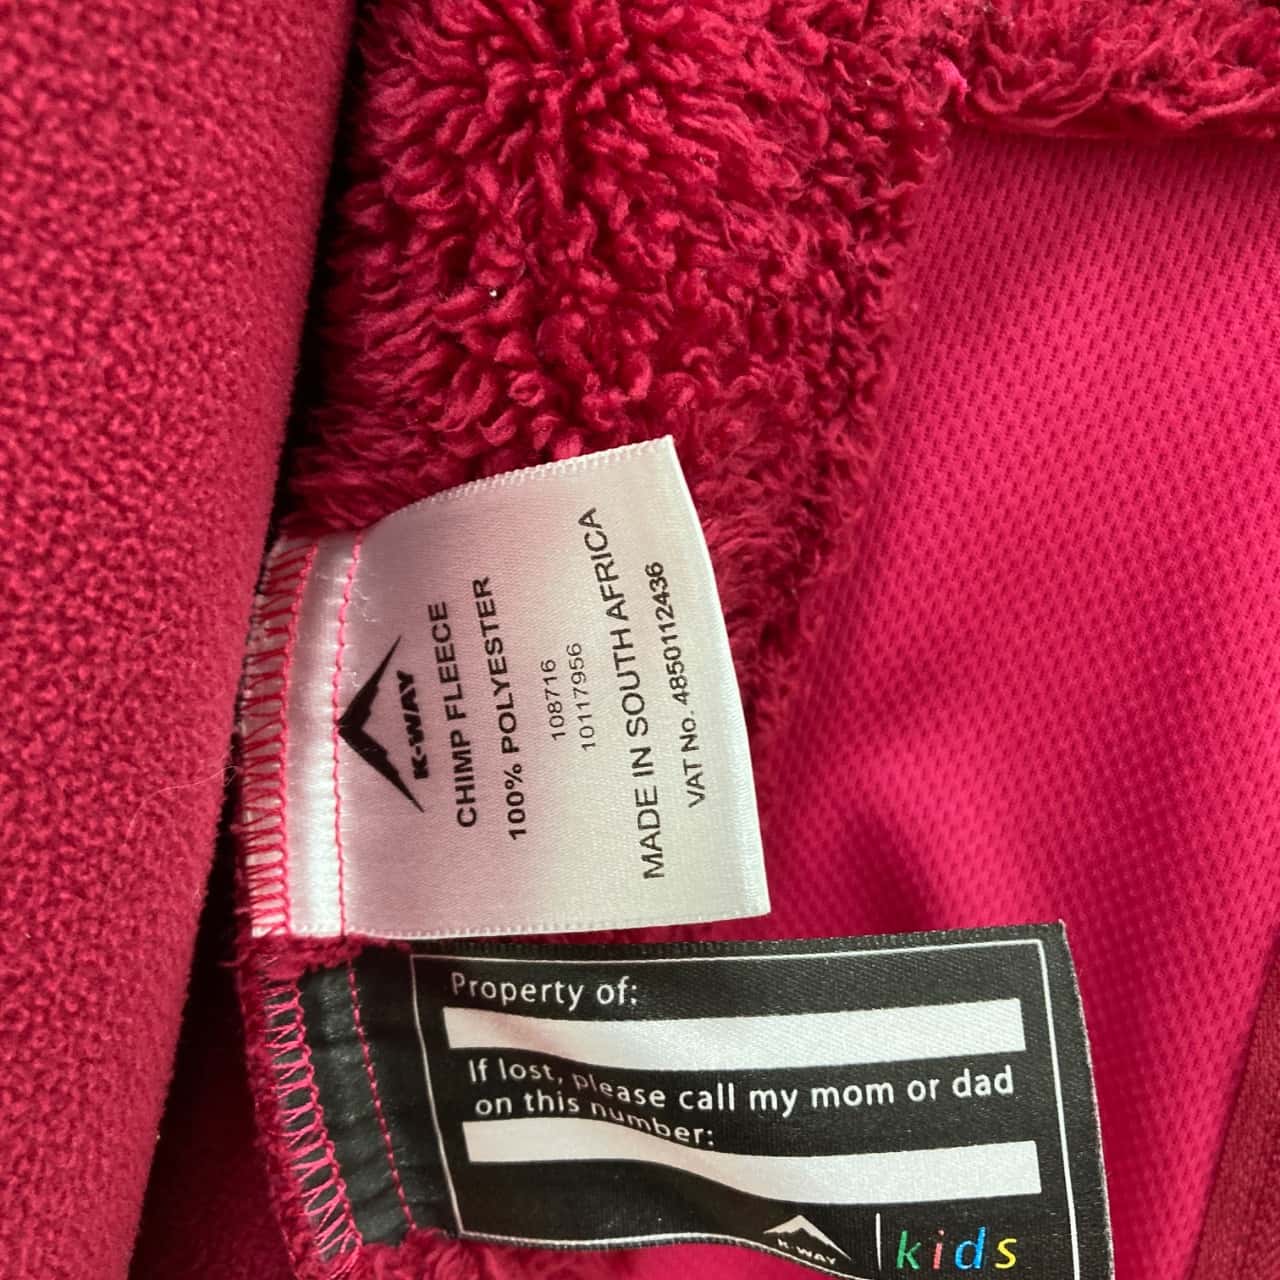 K-WAY
CHIMP FLEECE
100% POLYESTER
108716
10117956
MADE IN SOUTH AFRICA
VAT No. 4850112436
Property of:
If lost, please call my mom or dad
on this number:
K-WAY
kids